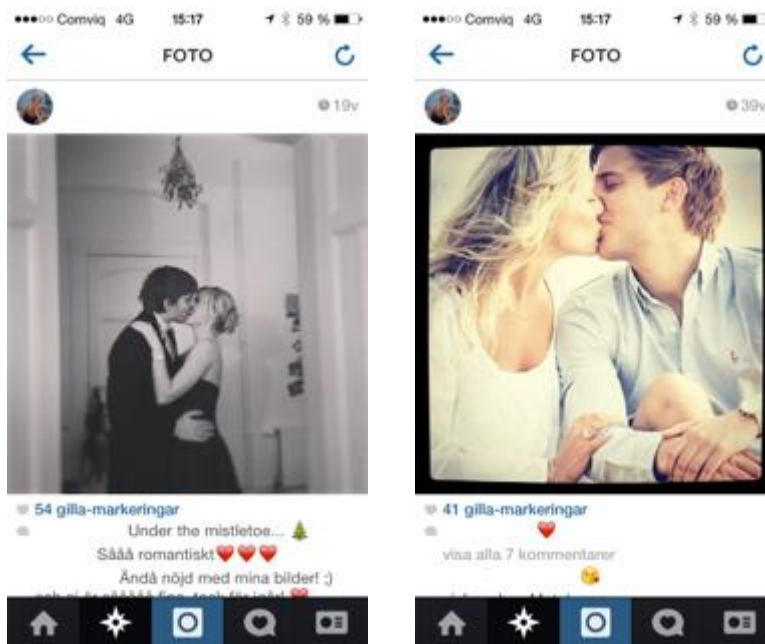 Comviq 4G 15:17 59 %
FOTO
19v
54 gilla-markeringar
Under the mistletoe...
Sååå romantiskt
Ändå nöjd med mina bilder! ;)
Comviq 4G 15:17 59 %
FOTO
39v
41 gilla-markeringar
visa alla 7 kommentarer